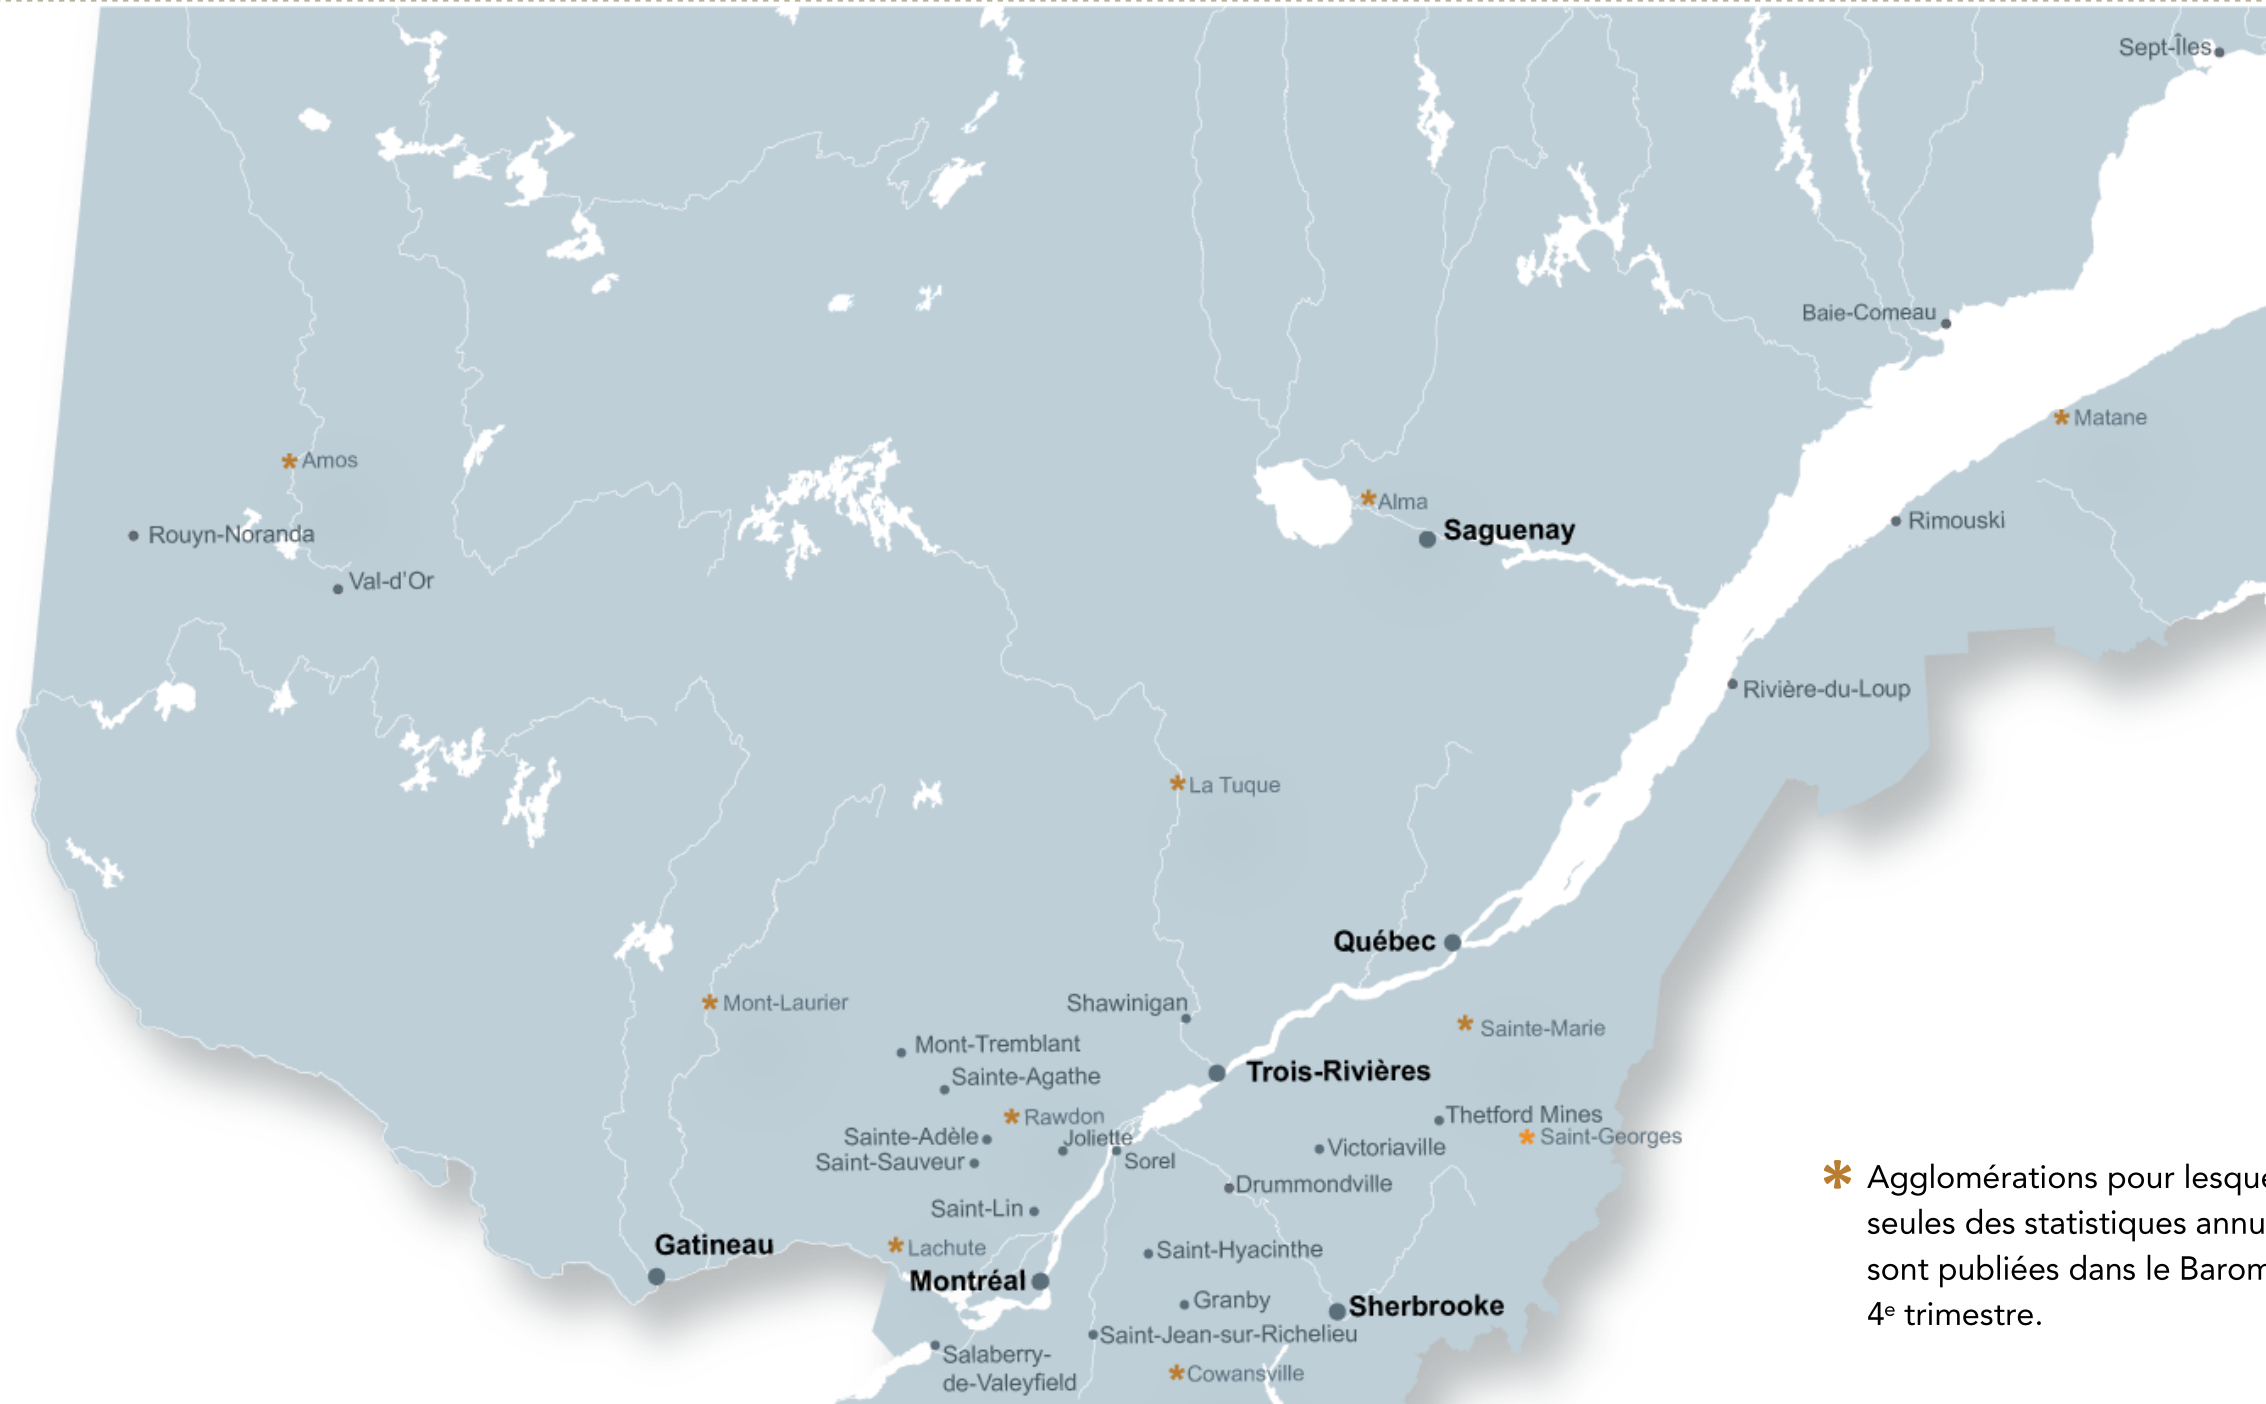 Sept-Îles
Baie-Comeau
Matane
Amos
Alma
Rimouski
Saguenay
Rouyn-Noranda
Val-d'Or
Rivière-du-Loup
La Tuque
Québec
Mont-Laurier
Shawinigan
Sainte-Marie
Mont-Tremblant
Trois-Rivières
Sainte-Agathe
Rawdon
Thetford Mines
Sainte-Adèle
Joliette
Saint-Georges
Victoriaville
Saint-Sauveur
Sorel
Drummondville
Saint-Lin
Gatineau
Lachute
Saint-Hyacinthe
Montréal
Granby
Sherbrooke
Saint-Jean-sur-Richelieu
Salaberry-
de-Valeyfield
Cowansville
* Agglomérations pour lesque
seules des statistiques annu
sont publiées dans le Barom
4e trimestre.